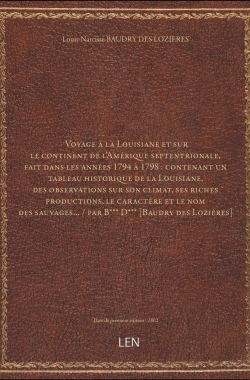 Louis Narcisse BAUDRY DES LOZIERES
VOYAGE À LA LOUISIANE ET SUR
LE CONTINENT DE L'AMÉRIQUE SEPTENTRIONALE,
FAIT DANS LES ANNÉES 1794 À 1798 : CONTENANT UN
TABLEAU HISTORIQUE DE LA LOUISIANE,
DES OBSERVATIONS SUR SON CLIMAT, SES RICHES
PRODUCTIONS, LE CARACTÈRE ET LE NOM
DES SAUVAGES... / PAR B*** D*** [BAUDRY DES LOZIÈRES]
Date de première édition : 1802
LEN